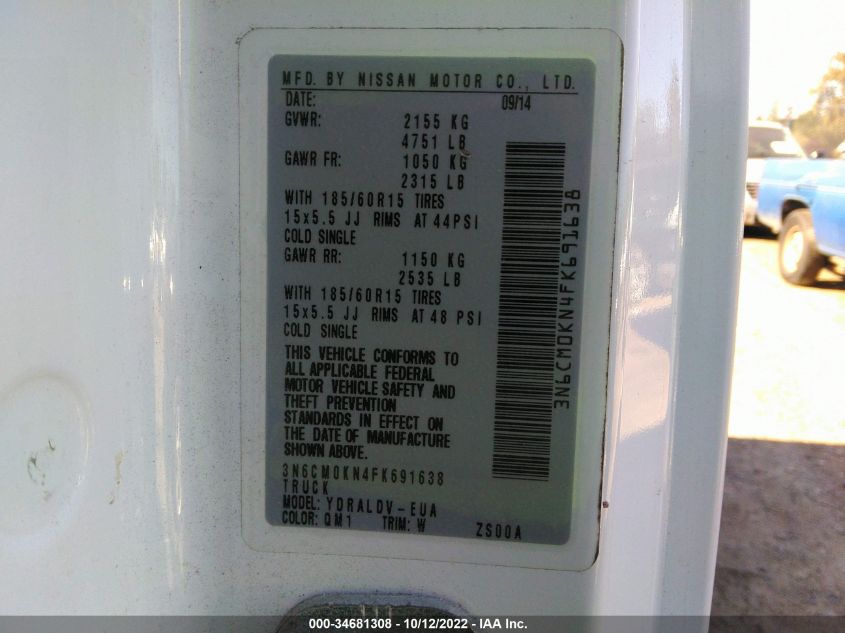 MFD. BY NISSAN MOTOR CO., LTD.
DATE: 09/14
GVWR: 2155 KG
4751 LB
GAWR FR: 1050 KG
2315 LB
WITH 185/60R15 TIRES
15x5.5 JJ RIMS AT 44PSI
COLD SINGLE
GAWR RR: 1150 KG
2535 LB
WITH 185/60R15 TIRES
15x5.5 JJ RIMS AT 48 PSI
COLD SINGLE
THIS VEHICLE CONFORMS TO
ALL APPLICABLE FEDERAL
MOTOR VEHICLE SAFETY AND
THEFT PREVENTION
STANDARDS IN EFFECT ON
THE DATE OF MANUFACTURE
SHOWN ABOVE.
3N6CM0KN4FK691638
TRUCK
MODEL: YDRALDV-EUA
COLOR: QM1 TRIM: W ZS00A
3N6CM0KN4FK691638
000-34681308 - 10/12/2022 - IAA Inc.